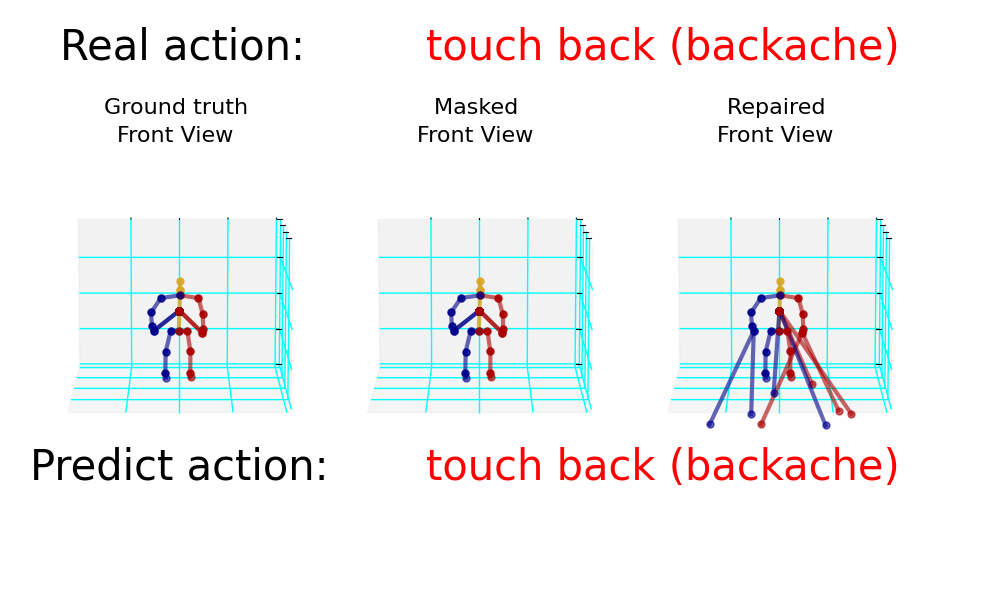 Real action: touch back (backache)
Ground truth Masked Repaired
Front View Front View Front View
Predict action: touch back (backache)